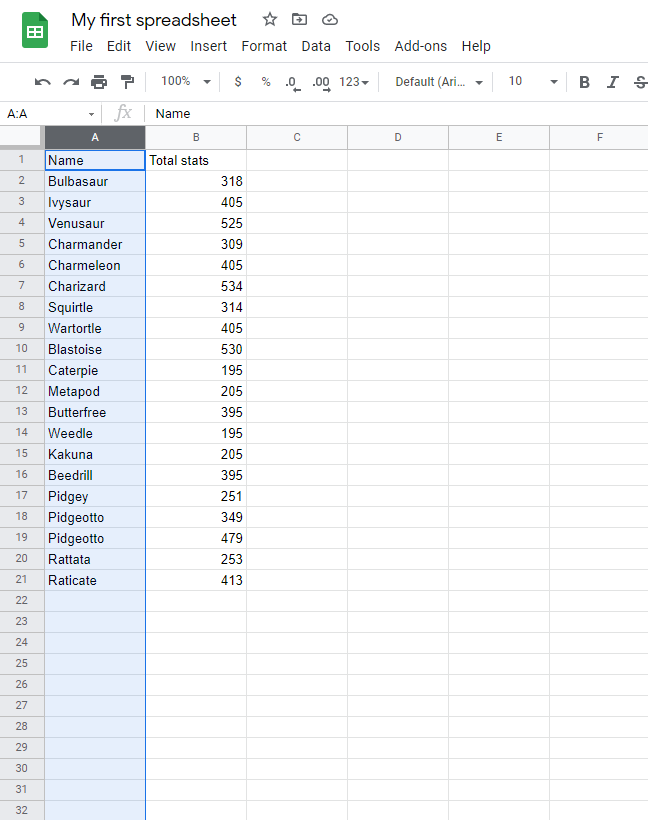 My first spreadsheet
File Edit View Insert Format Data Tools Add-ons Help
100% $ % .0 .00 123 Default (Ari... 10 B I S
A:A fx Name
A B C D E F
1 Name Total stats
2 Bulbasaur 318
3 Ivysaur 405
4 Venusaur 525
5 Charmander 309
6 Charmeleon 405
7 Charizard 534
8 Squirtle 314
9 Wartortle 405
10 Blastoise 530
11 Caterpie 195
12 Metapod 205
13 Butterfree 395
14 Weedle 195
15 Kakuna 205
16 Beedrill 395
17 Pidgey 251
18 Pidgeotto 349
19 Pidgeotto 479
20 Rattata 253
21 Raticate 413
22
23
24
25
26
27
28
29
30
31
32